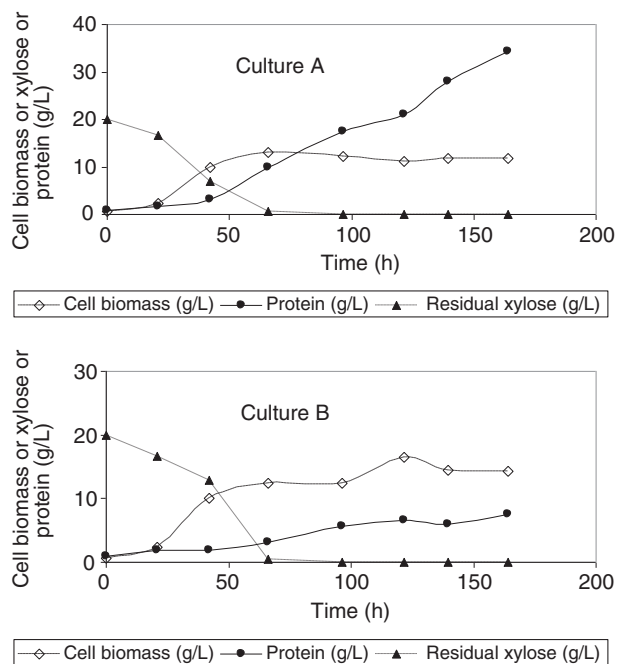 Cell biomass or xylose or
protein (g/L)
40
30
20
10
0
Culture A
0
50
100
150
200
Time (h)
Cell biomass (g/L)
Protein (g/L)
Residual xylose (g/L)
Cell biomass or xylose or
protein (g/L)
30
20
10
0
Culture B
0
50
100
150
200
Time (h)
Cell biomass (g/L)
Protein (g/L)
Residual xylose (g/L)